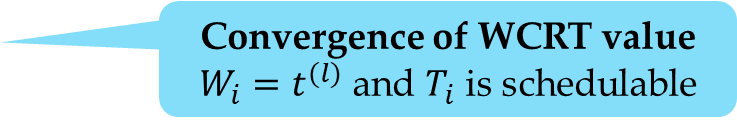 Convergence of WCRT value
𝑊ᵢ = 𝑡⁽ˡ⁾ and 𝑇ᵢ is schedulable